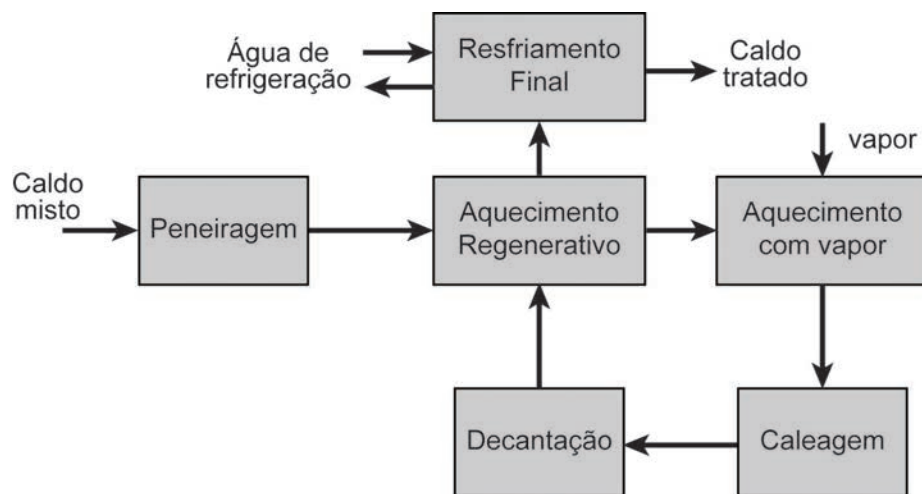 Água de
refrigeração
Resfriamento
Final
Caldo
tratado
vapor
Caldo
misto
Peneiragem
Aquecimento
Regenerativo
Aquecimento
com vapor
Decantação
Caleagem